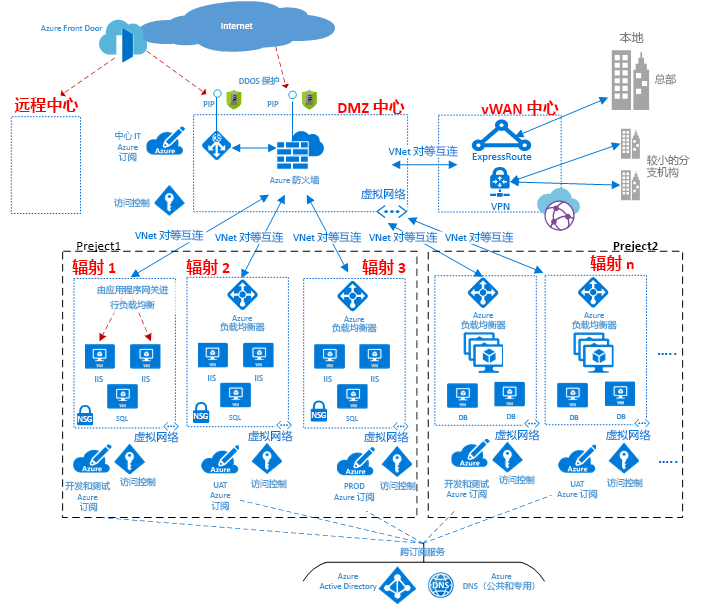 Azure Front Door
Internet
本地
总部
较小的分
支机构
DDOS 保护
PIP
PIP
远程中心
DMZ 中心
vWAN 中心
中心 IT
Azure
订阅
Azure
Azure 防火墙
VNet 对等互连
ExpressRoute
VPN
访问控制
虚拟网络
VNet 对等互连
VNet 对等互连
VNet 对等互连
VNet 对等互连
VNet 对等互连
Preject1
Preject2
辐射 1
辐射 2
辐射 3
辐射 n
由应用程序网关进
行负载均衡
Azure
负载均衡器
Azure
负载均衡器
Azure
负载均衡器
Azure
负载均衡器
VM
VM
IIS
IIS
VM
SQL
NSG
VM
VM
IIS
IIS
VM
SQL
NSG
VM
VM
IIS
IIS
VM
SQL
NSG
VM
VM
DB
DB
VM
VM
DB
DB
.....
虚拟网络
虚拟网络
虚拟网络
虚拟网络
虚拟网络
Azure
开发和测试
Azure
订阅
访问控制
Azure
UAT
Azure
订阅
访问控制
Azure
PROD
Azure 订阅
访问控制
Azure
开发和测试
Azure 订阅
访问控制
Azure
UAT
Azure 订阅
访问控制
.....
跨订阅服务
Azure
Active Directory
DNS
Azure
DNS（公共和专用）